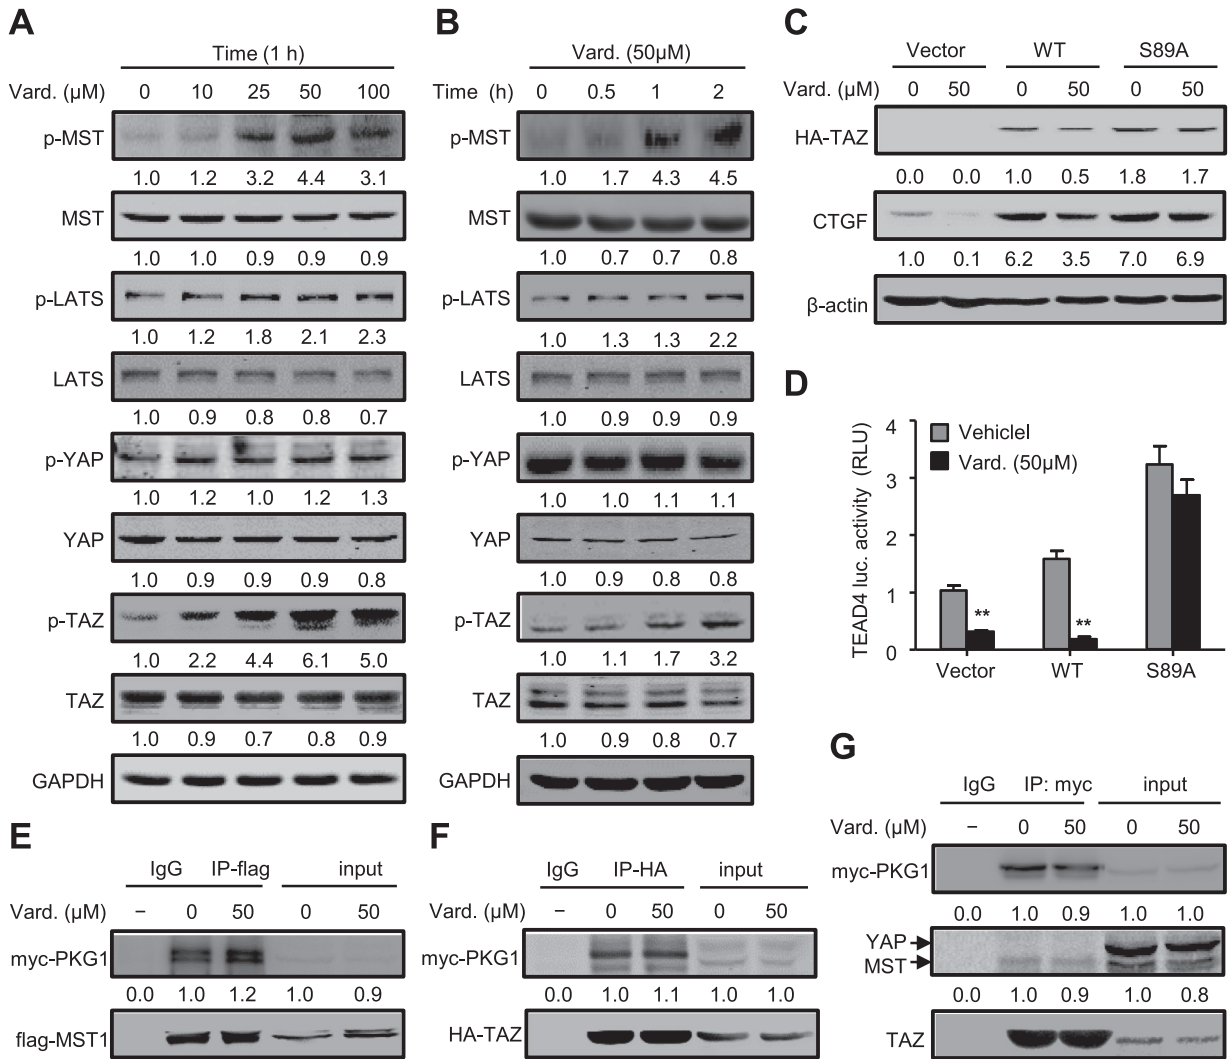 A
Time (1 h)
Vard. (μM) 0 10 25 50 100
p-MST
1.0 1.2 3.2 4.4 3.1
MST
1.0 1.0 0.9 0.9 0.9
p-LATS
1.0 1.2 1.8 2.1 2.3
LATS
1.0 0.9 0.8 0.8 0.7
p-YAP
1.0 1.2 1.0 1.2 1.3
YAP
1.0 0.9 0.9 0.9 0.8
p-TAZ
1.0 2.2 4.4 6.1 5.0
TAZ
1.0 0.9 0.7 0.8 0.9
GAPDH
B
Vard. (50μM)
Time (h) 0 0.5 1 2
p-MST
1.0 1.7 4.3 4.5
MST
1.0 0.7 0.7 0.8
p-LATS
1.0 1.3 1.3 2.2
LATS
1.0 0.9 0.9 0.9
p-YAP
1.0 1.0 1.1 1.1
YAP
1.0 0.9 0.8 0.8
p-TAZ
1.0 1.1 1.7 3.2
TAZ
1.0 0.9 0.8 0.7
GAPDH
C
Vector WT S89A
Vard. (μM) 0 50 0 50 0 50
HA-TAZ
0.0 0.0 1.0 0.5 1.8 1.7
CTGF
1.0 0.1 6.2 3.5 7.0 6.9
β-actin
D
TEAD4 luc. activity (RLU)
4
3
2
1
0
Vehiclel
Vard. (50μM)
**
**
Vector WT S89A
E
IgG IP-flag input
Vard. (μM) – 0 50 0 50
myc-PKG1
0.0 1.0 1.2 1.0 0.9
flag-MST1
F
IgG IP-HA input
Vard. (μM) – 0 50 0 50
myc-PKG1
0.0 1.0 1.1 1.0 1.0
HA-TAZ
G
IgG IP: myc input
Vard. (μM) – 0 50 0 50
myc-PKG1
0.0 1.0 0.9 1.0 1.0
YAP
MST
0.0 1.0 0.9 1.0 0.8
TAZ